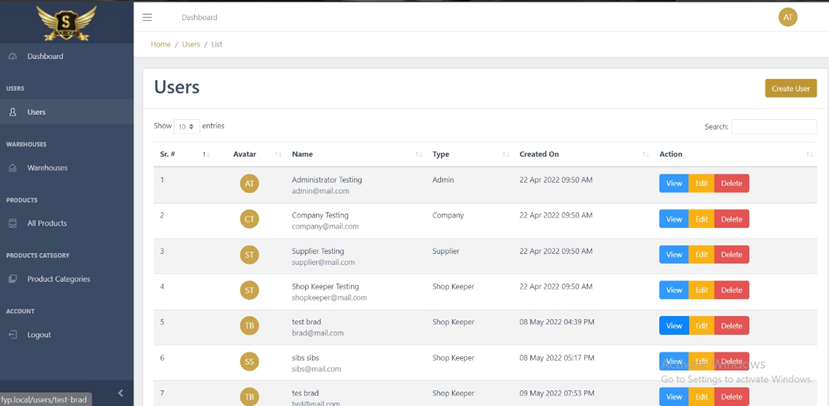 S
Dashboard
AT
Home / Users / List
Dashboard
USERS
Users
WAREHOUSES
Warehouses
PRODUCTS
All Products
PRODUCTS CATEGORY
Product Categories
ACCOUNT
Logout
fyp.local/users/test-brad
Users
Create User
Show 10 entries
Search:
Sr. # Avatar Name Type Created On Action
1 AT Administrator Testing Admin 22 Apr 2022 09:50 AM View Edit Delete
admin@mail.com
2 CT Company Testing Company 22 Apr 2022 09:50 AM View Edit Delete
company@mail.com
3 ST Supplier Testing Supplier 22 Apr 2022 09:50 AM View Edit Delete
supplier@mail.com
4 ST Shop Keeper Testing Shop Keeper 22 Apr 2022 09:50 AM View Edit Delete
shopkeeper@mail.com
5 TB test brad Shop Keeper 08 May 2022 04:39 PM View Edit Delete
brad@mail.com
6 SS sibs sibs Shop Keeper 08 May 2022 05:17 PM View Edit Delete
sibs@mail.com
7 TB tes brad Shop Keeper 09 May 2022 07:53 PM View Edit Delete
brd@mail.com
Activate Windows
Go to Settings to activate Windows.